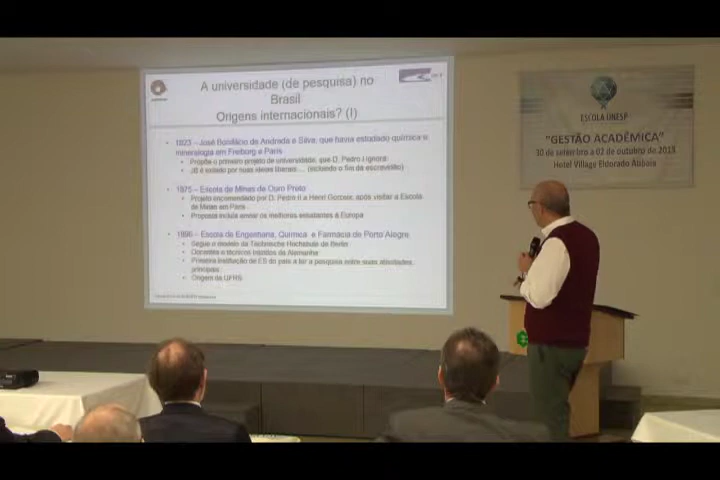 A universidade (de pesquisa) no
Brasil
Origens internacionais? (I)
1823 – José Bonifácio de Andrada e Silva, que havia estudado química e
mineralogia em Freiburg e Paris
Propõe o primeiro projeto de universidade, que D. Pedro I ignora
JB é exilado por suas ideias liberais.... (incluindo o fim da escravidão)
1875 – Escola de Minas de Ouro Preto
Projeto encomendado por D. Pedro II a Henri Gorceix, após visitar a Escola
de Minas em Paris
Proposta incluía enviar os melhores estudantes à Europa
1896 – Escola de Engenharia, Química e Farmácia de Porto Alegre
Segue o modelo da Technische Hochschule de Berlin
Docentes e técnicos trazidos da Alemanha
Primeira instituição de ES do país a ter a pesquisa entre suas atividades
principais
Origem da UFRS
ESCOLA UNESP
"GESTÃO ACADÊMICA"
30 de setembro a 02 de outubro de 2013
Hotel Village Eldorado Atibaia